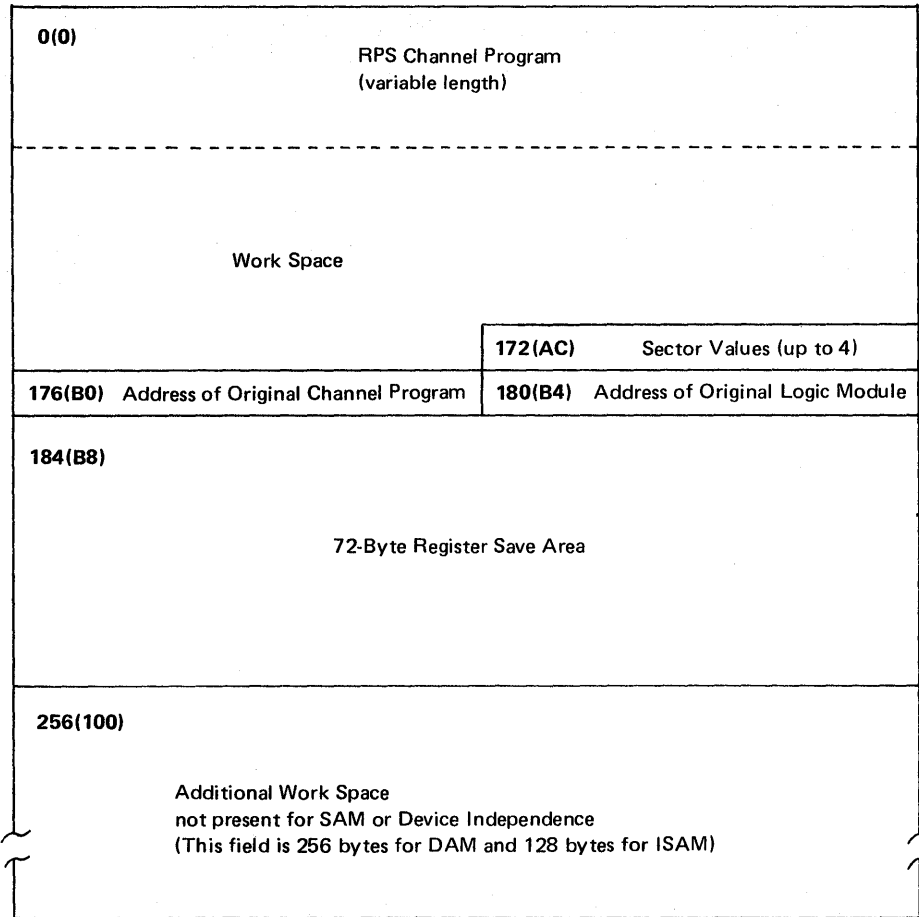 0(0)
RPS Channel Program
(variable length)
Work Space
172(AC) Sector Values (up to 4)
176(B0) Address of Original Channel Program 180(B4) Address of Original Logic Module
184(B8)
72-Byte Register Save Area
256(100)
Additional Work Space
not present for SAM or Device Independence
(This field is 256 bytes for DAM and 128 bytes for ISAM)